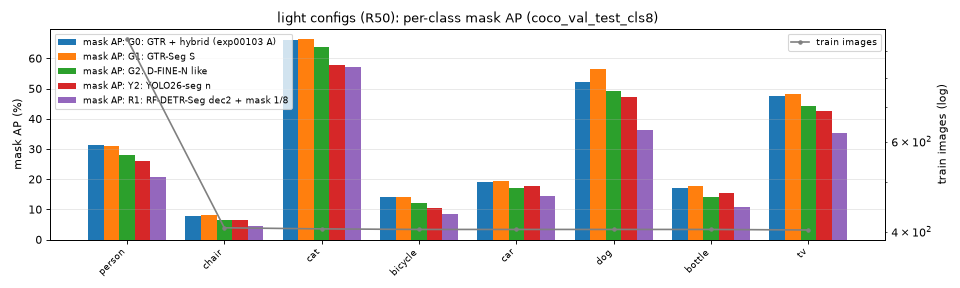 light configs (R50): per-class mask AP (coco_val_test_cls8)
mask AP: G0: GTR + hybrid (exp00103 A)
mask AP: G1: GTR-Seg S
mask AP: G2: D-FINE-N like
mask AP: Y2: YOLO26-seg n
mask AP: R1: RF-DETR-Seg dec2 + mask 1/8
train images
mask AP (%)
60
50
40
30
20
10
0
train images (log)
6 × 10²
4 × 10²
person
chair
cat
bicycle
car
dog
bottle
tv